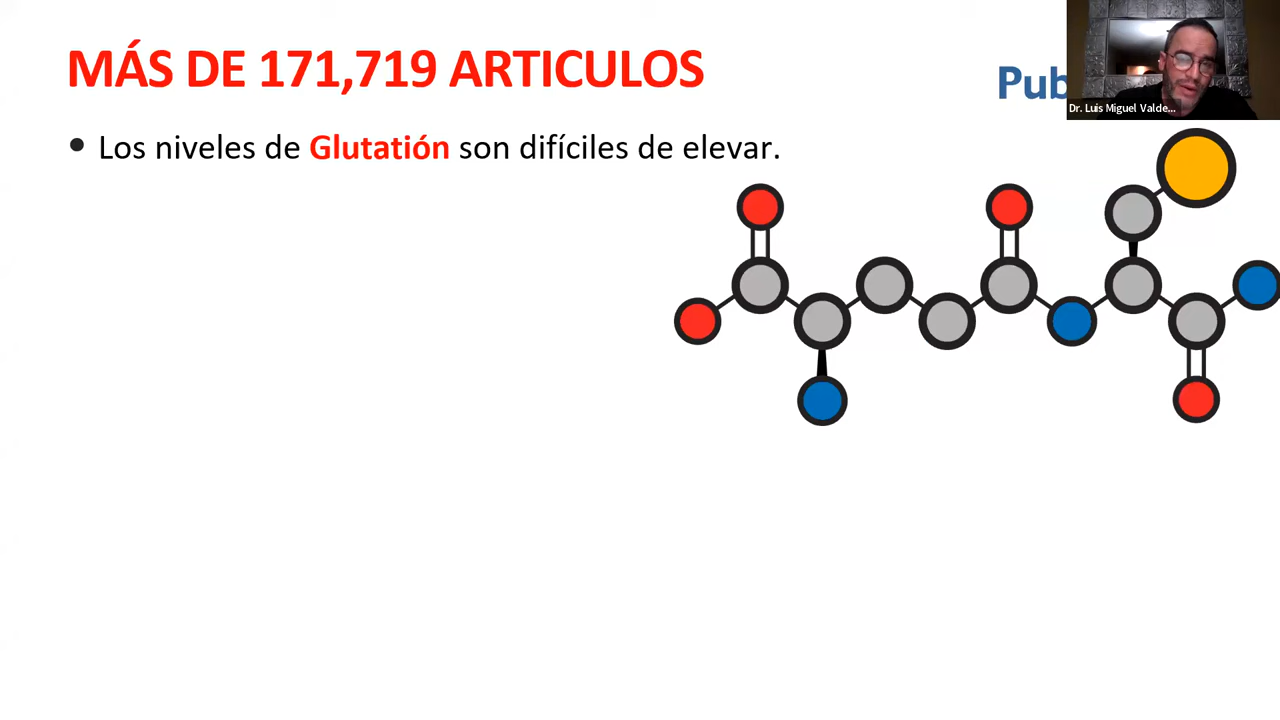 MÁS DE 171,719 ARTICULOS
Pub
Dr. Luis Miguel Valde...
• Los niveles de Glutatión son difíciles de elevar.